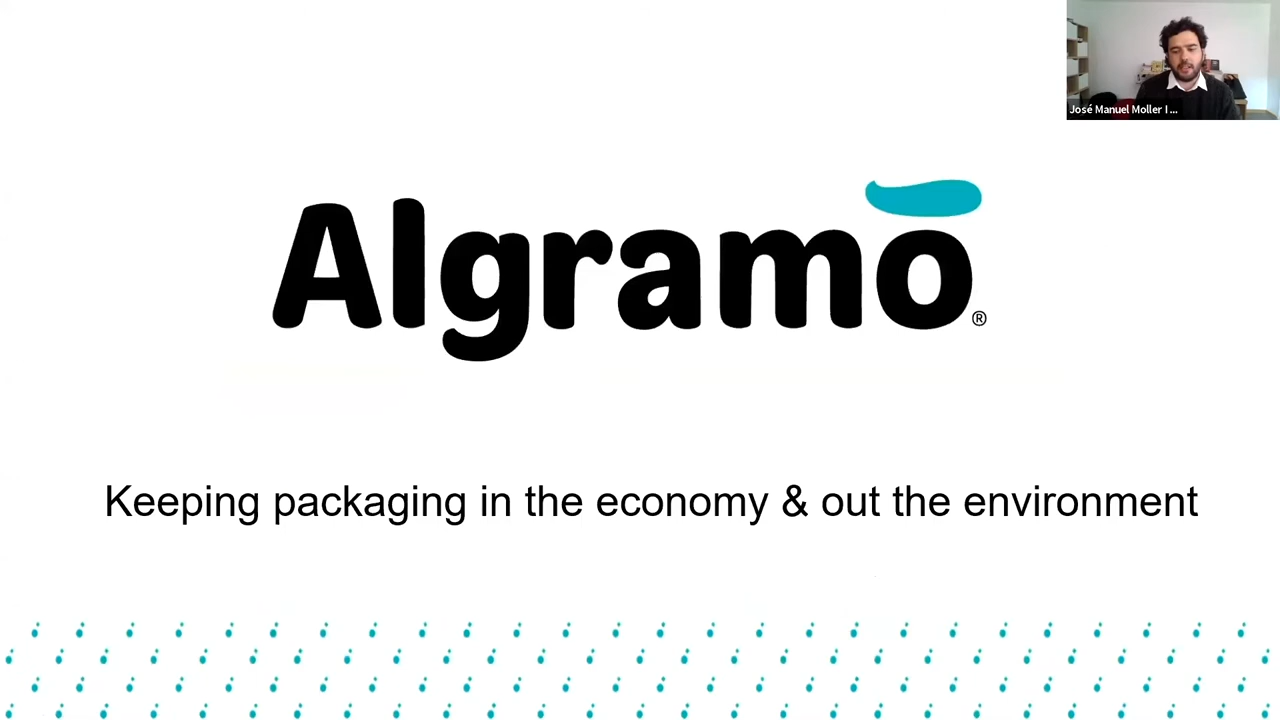 José Manuel Moller I ...
Algramo
®
Keeping packaging in the economy & out the environment